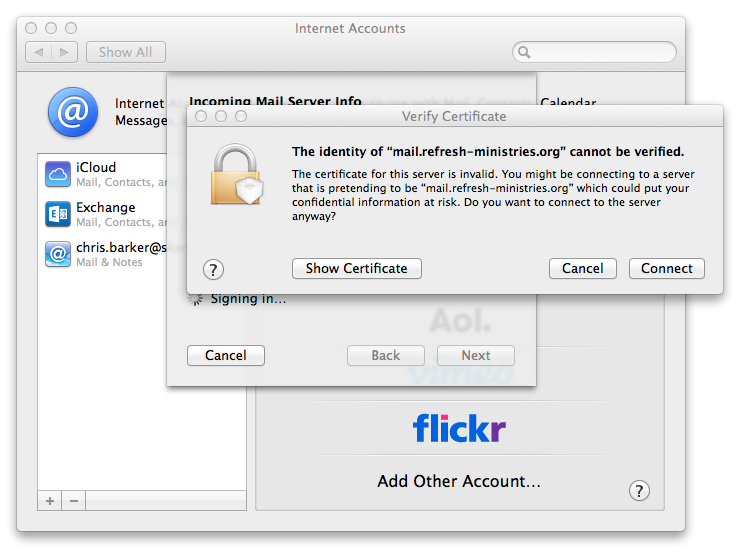 Internet Accounts
Show All
Internet
Message
Calendar
Incoming Mail Server Info
Verify Certificate
The identity of “mail.refresh-ministries.org” cannot be verified.
The certificate for this server is invalid. You might be connecting to a server
that is pretending to be “mail.refresh-ministries.org” which could put your
confidential information at risk. Do you want to connect to the server
anyway?
?
Show Certificate
Cancel
Connect
iCloud
Mail, Contacts,
Exchange
Mail, Contacts,
chris.barker@s
Mail & Notes
Signing in...
Aol.
Cancel
Back
Next
vimeo
flickr
Add Other Account...
+
−
?